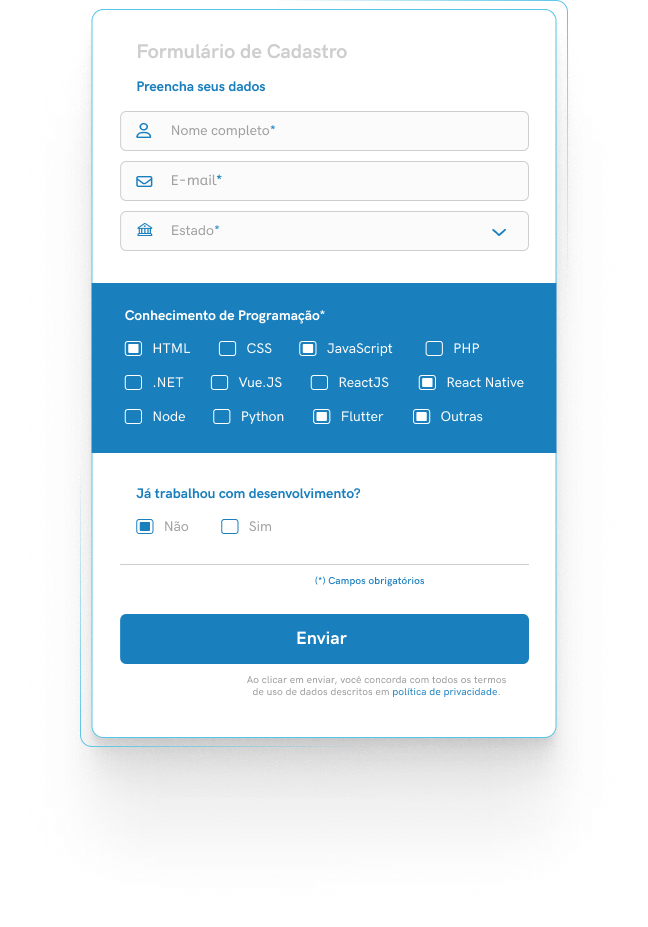 Formulário de Cadastro
Preencha seus dados
Nome completo*
E-mail*
Estado*
Conhecimento de Programação*
HTML CSS JavaScript PHP
.NET Vue.JS ReactJS React Native
Node Python Flutter Outras
Já trabalhou com desenvolvimento?
Não Sim
(*) Campos obrigatórios
Enviar
Ao clicar em enviar, você concorda com todos os termos
de uso de dados descritos em política de privacidade.